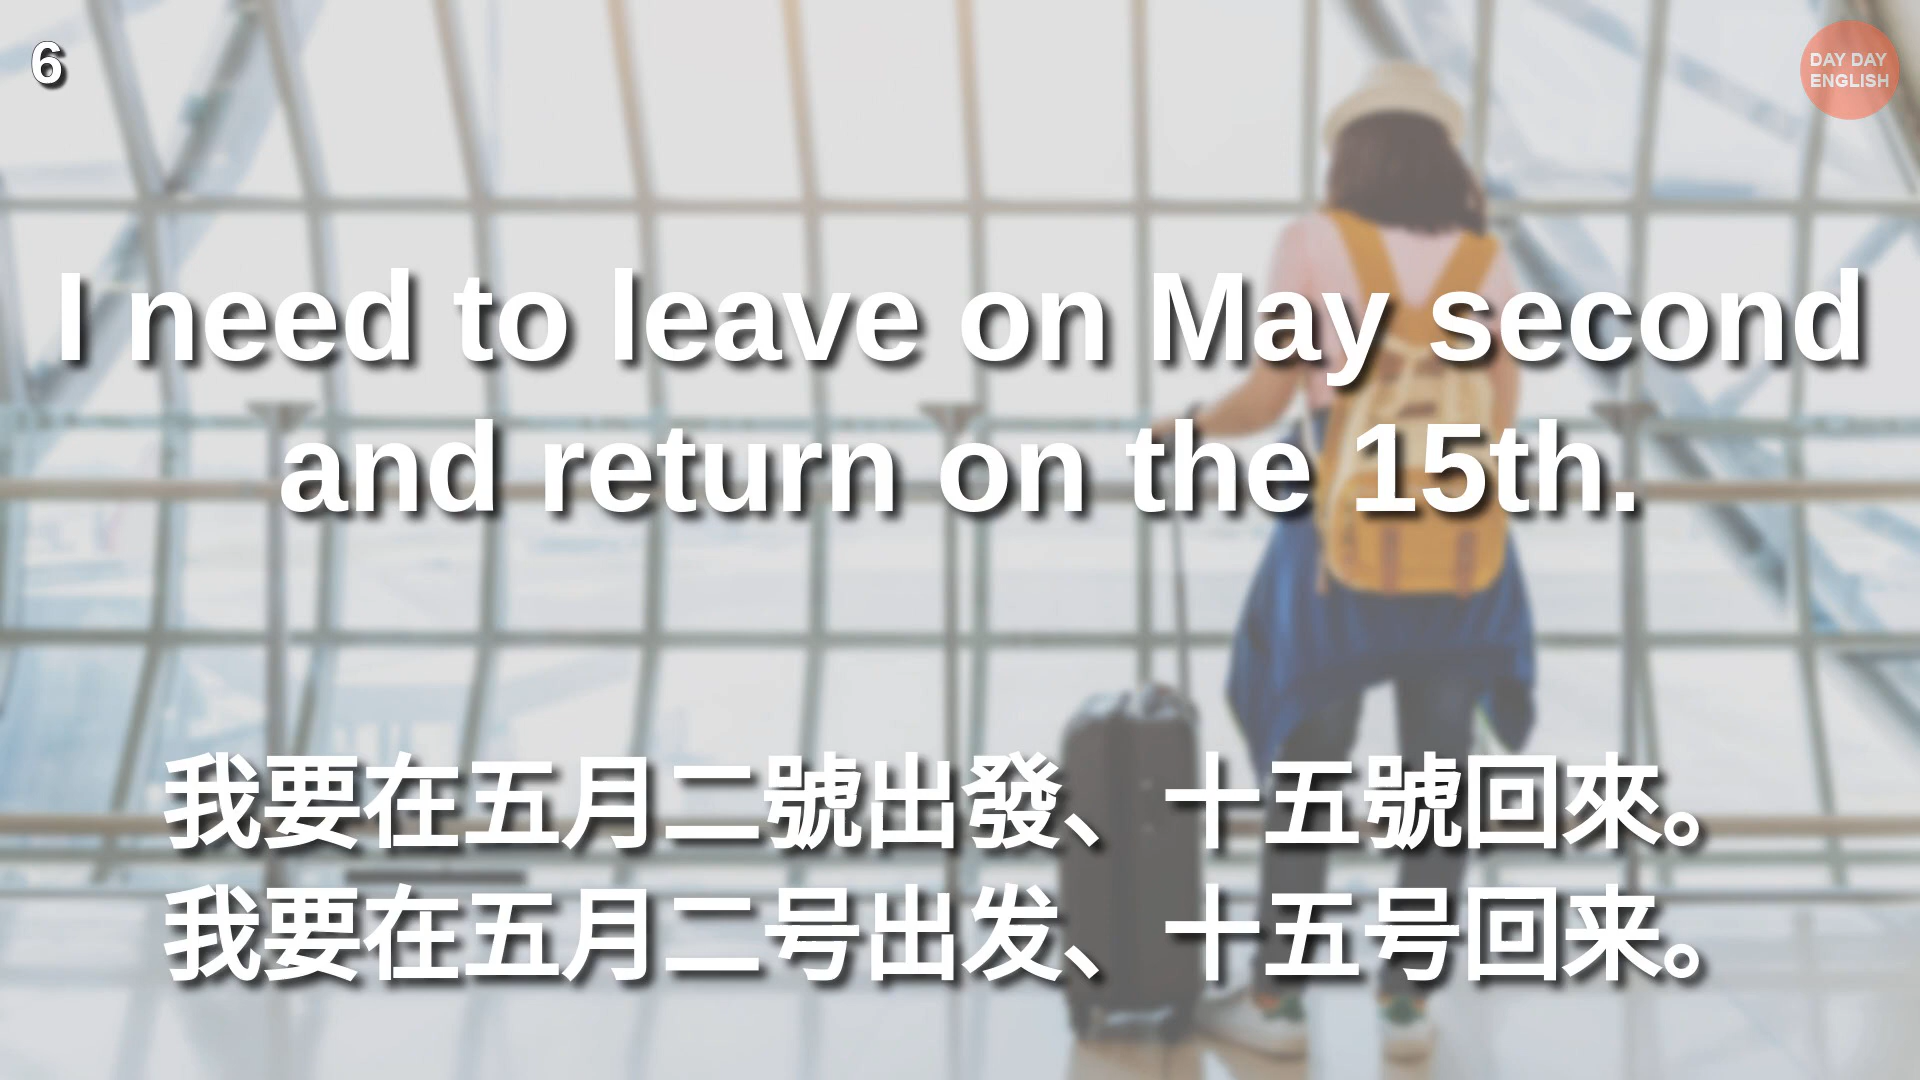 6
DAY DAY
ENGLISH
I need to leave on May second
and return on the 15th.
我要在五月二號出發、十五號回來。
我要在五月二号出发、十五号回来。